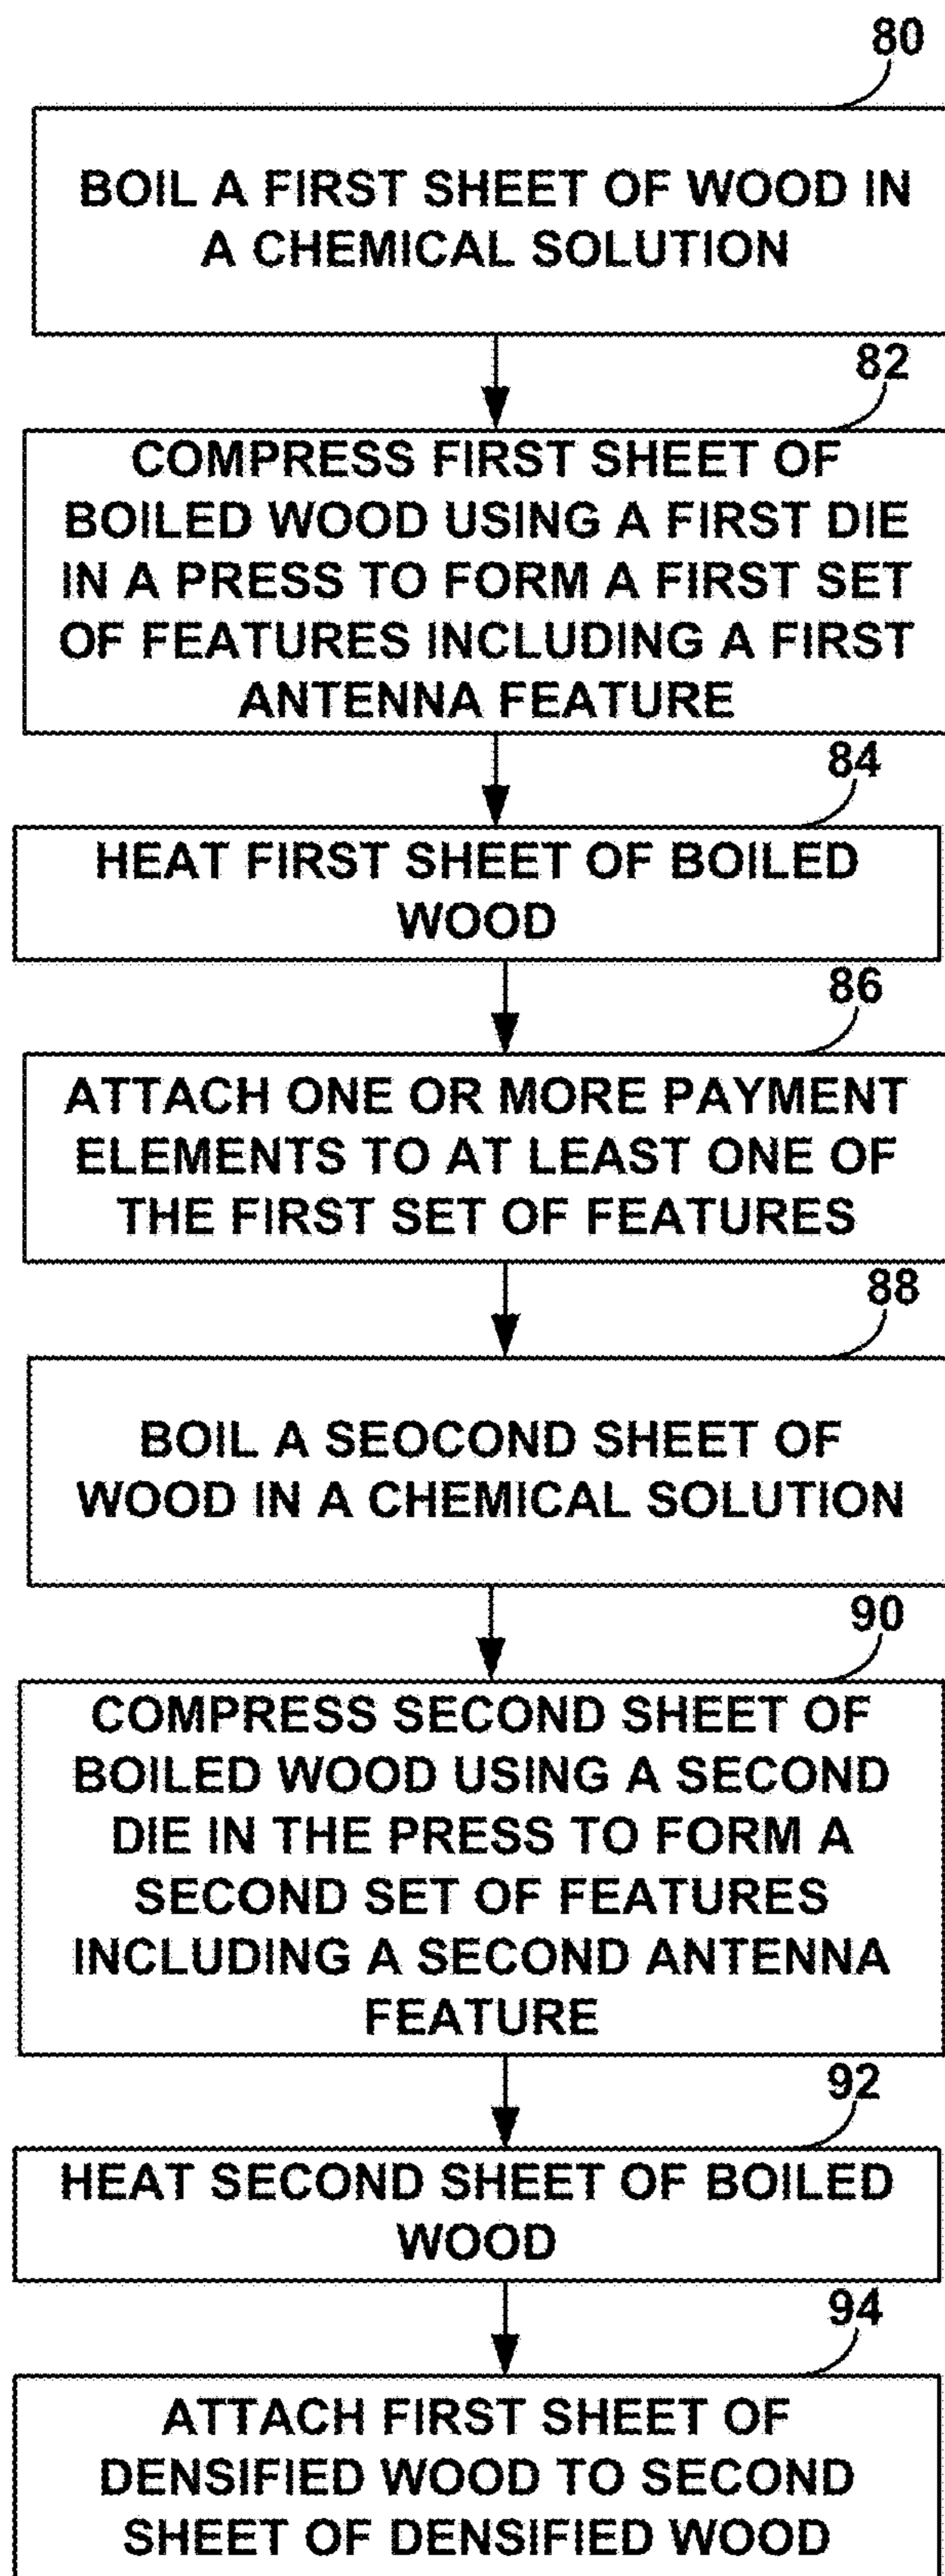 80
BOIL A FIRST SHEET OF WOOD IN
A CHEMICAL SOLUTION
82
COMPRESS FIRST SHEET OF
BOILED WOOD USING A FIRST DIE
IN A PRESS TO FORM A FIRST SET
OF FEATURES INCLUDING A FIRST
ANTENNA FEATURE
84
HEAT FIRST SHEET OF BOILED
WOOD
86
ATTACH ONE OR MORE PAYMENT
ELEMENTS TO AT LEAST ONE OF
THE FIRST SET OF FEATURES
88
BOIL A SEOCOND SHEET OF
WOOD IN A CHEMICAL SOLUTION
90
COMPRESS SECOND SHEET OF
BOILED WOOD USING A SECOND
DIE IN THE PRESS TO FORM A
SECOND SET OF FEATURES
INCLUDING A SECOND ANTENNA
FEATURE
92
HEAT SECOND SHEET OF BOILED
WOOD
94
ATTACH FIRST SHEET OF
DENSIFIED WOOD TO SECOND
SHEET OF DENSIFIED WOOD